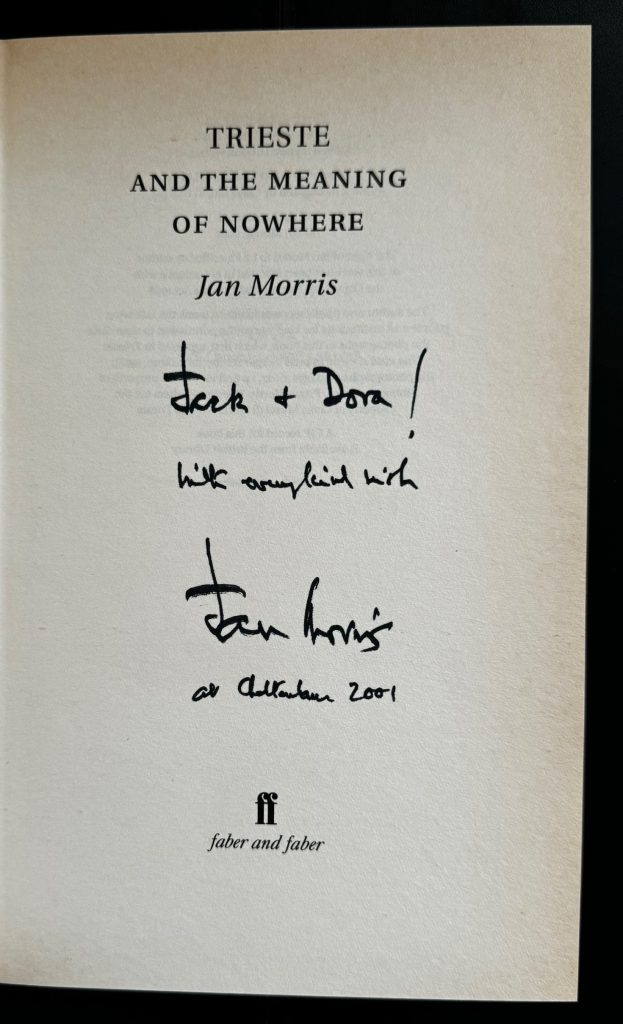 TRIESTE
AND THE MEANING
OF NOWHERE
Jan Morris
Jack + Dora!
with every kind wish
Jan Morris
at Cheltenham 2001
ff
faber and faber